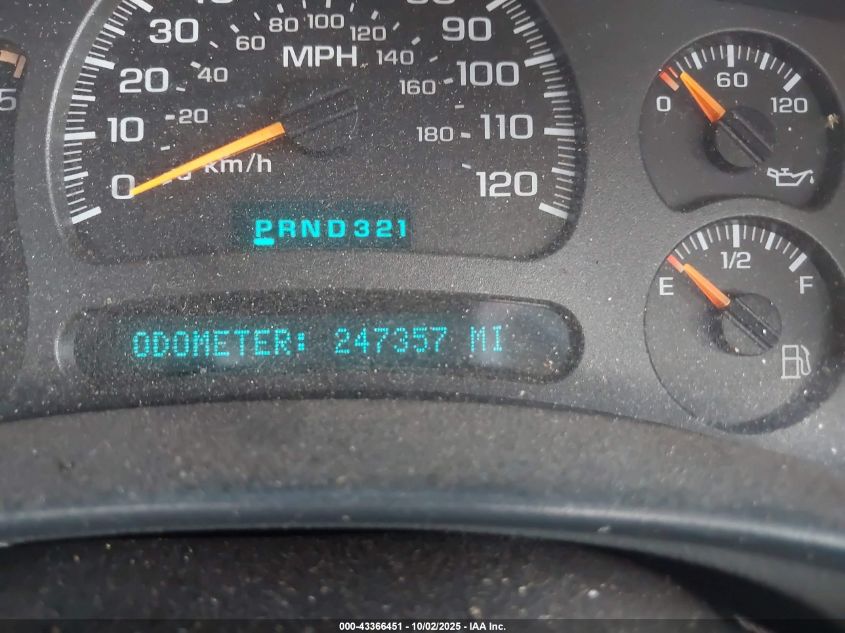 30 60 80 100 120 90
MPH 140
20 40 160 100
10 20 180 110
0 km/h 120
PRND321
ODOMETER: 247357 MI
0 60 120
E 1/2 F
5
000-43366451 - 10/02/2025 - IAA Inc.